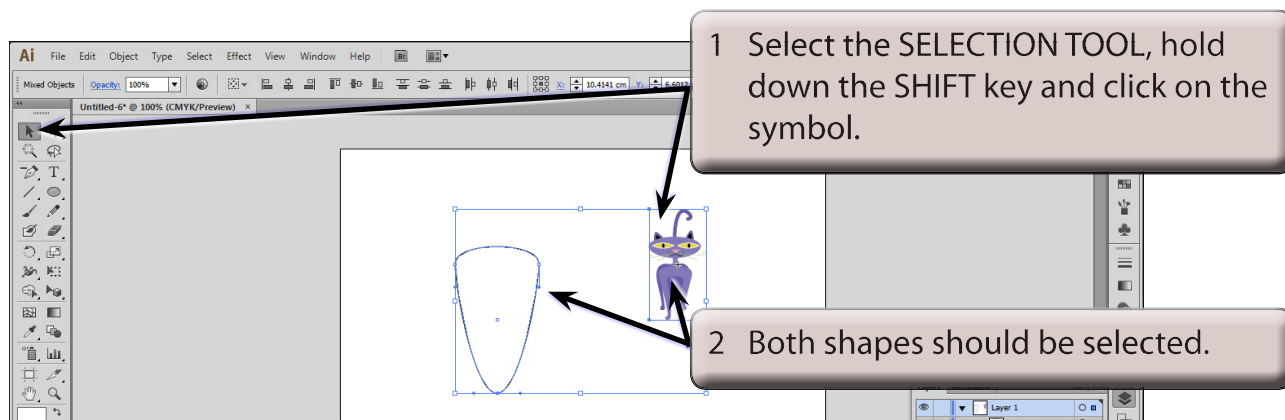 1 Select the SELECTION TOOL, hold
down the SHIFT key and click on the
symbol.
Ai File Edit Object Type Select Effect View Window Help Br
Mixed Objects Opacity: 100% X: 10.4141 cm Y:
Untitled-6* @ 100% (CMYK/Preview) ×
T
2 Both shapes should be selected.
Layer 1